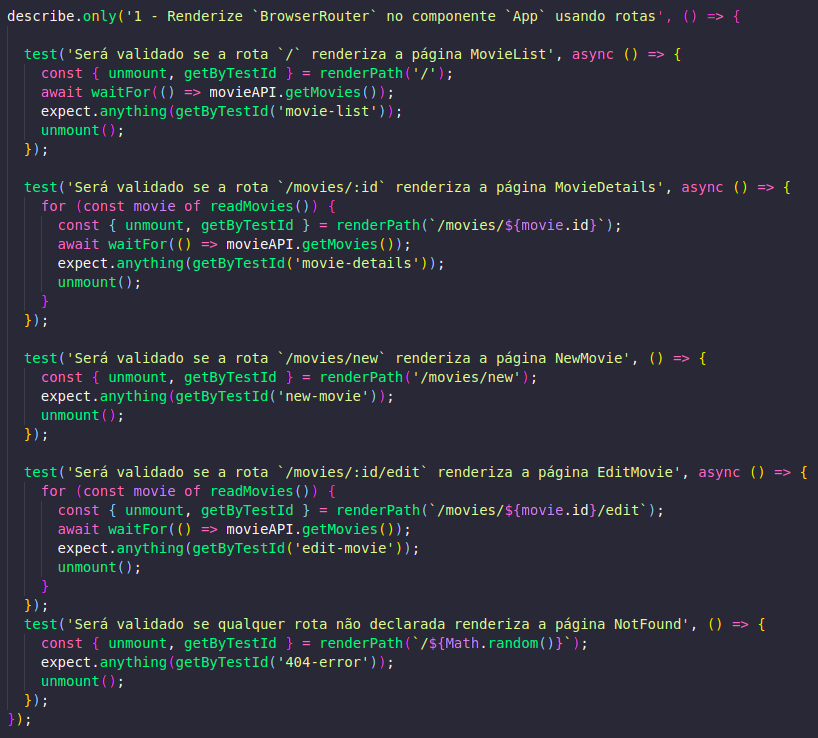 describe.only('1 - Renderize `BrowserRouter` no componente `App` usando rotas', () => {
test('Será validado se a rota `/` renderiza a página MovieList', async () => {
const { unmount, getByTestId } = renderPath('/');
await waitFor(() => movieAPI.getMovies());
expect.anything(getByTestId('movie-list'));
unmount();
});
test('Será validado se a rota `/movies/:id` renderiza a página MovieDetails', async () => {
for (const movie of readMovies()) {
const { unmount, getByTestId } = renderPath(`/movies/${movie.id}`);
await waitFor(() => movieAPI.getMovies());
expect.anything(getByTestId('movie-details'));
unmount();
}
});
test('Será validado se a rota `/movies/new` renderiza a página NewMovie', () => {
const { unmount, getByTestId } = renderPath('/movies/new');
expect.anything(getByTestId('new-movie'));
unmount();
});
test('Será validado se a rota `/movies/:id/edit` renderiza a página EditMovie', async () => {
for (const movie of readMovies()) {
const { unmount, getByTestId } = renderPath(`/movies/${movie.id}/edit`);
await waitFor(() => movieAPI.getMovies());
expect.anything(getByTestId('edit-movie'));
unmount();
}
});
test('Será validado se qualquer rota não declarada renderiza a página NotFound', () => {
const { unmount, getByTestId } = renderPath(`/${Math.random()}`);
expect.anything(getByTestId('404-error'));
unmount();
});
});